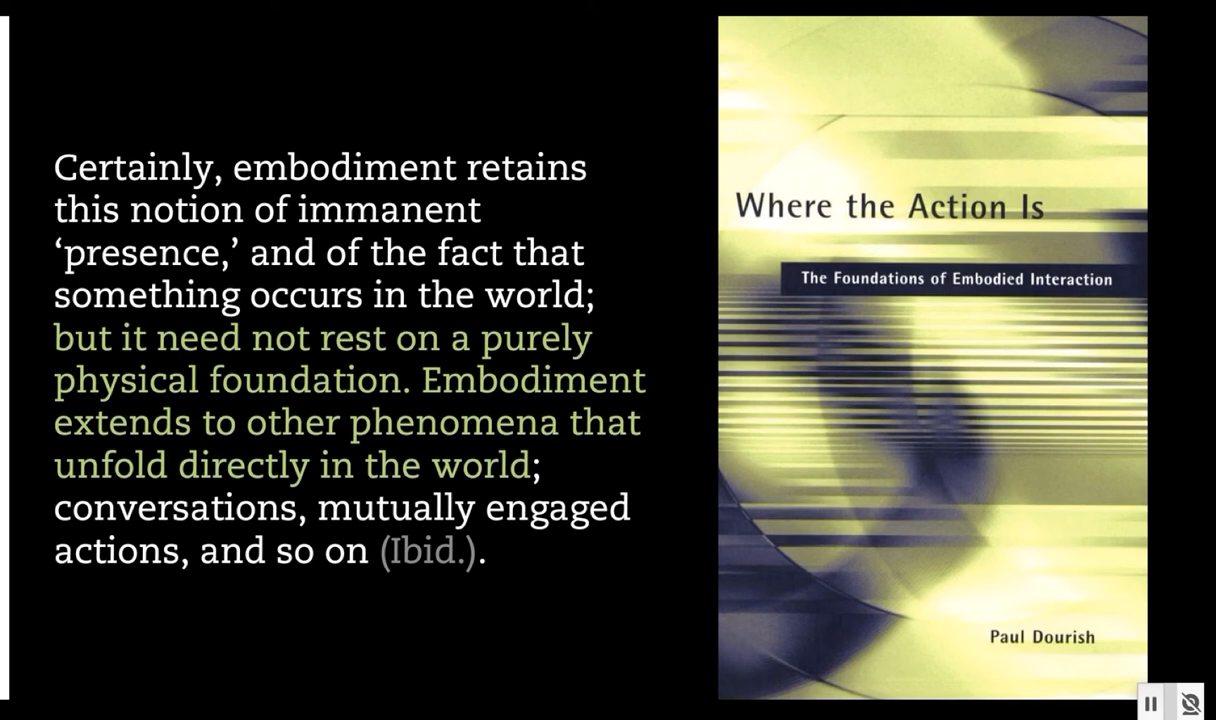 Certainly, embodiment retains
this notion of immanent
‘presence,’ and of the fact that
something occurs in the world;
but it need not rest on a purely
physical foundation. Embodiment
extends to other phenomena that
unfold directly in the world;
conversations, mutually engaged
actions, and so on (Ibid.).
Where the Action Is
The Foundations of Embodied Interaction
Paul Dourish